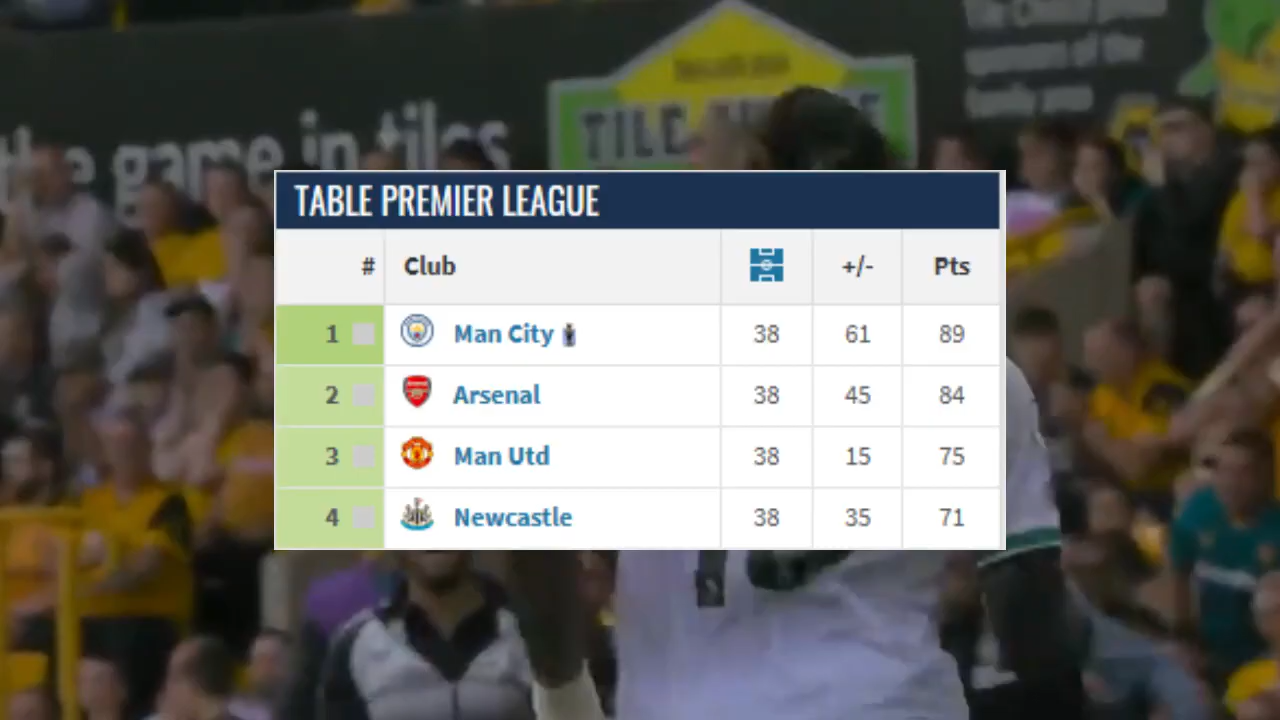 the game in tiles
TILE
TABLE PREMIER LEAGUE
# Club +/- Pts
1 Man City 38 61 89
2 Arsenal 38 45 84
3 Man Utd 38 15 75
4 Newcastle 38 35 71